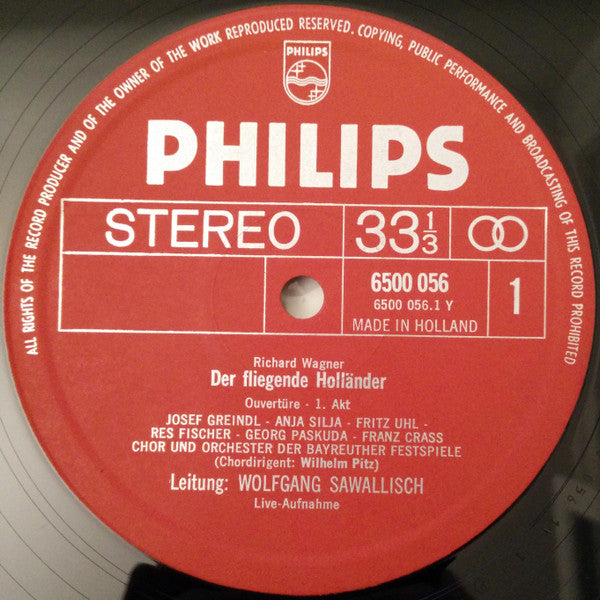 ALL RIGHTS OF THE RECORD PRODUCER AND OF THE OWNER OF THE WORK REPRODUCED RESERVED. COPYING, PUBLIC PERFORMANCE AND BROADCASTING OF THIS RECORD PROHIBITED
PHILIPS
PHILIPS
STEREO 33 1/3
6500 056
6500 056.1 Y
MADE IN HOLLAND
1
Richard Wagner
Der fliegende Holländer
Ouvertüre - 1. Akt
JOSEF GREINDL - ANJA SILJA - FRITZ UHL -
RES FISCHER - GEORG PASKUDA - FRANZ CRASS
CHOR UND ORCHESTER DER BAYREUTHER FESTSPIELE
(Chordirigent: Wilhelm Pitz)
Leitung: WOLFGANG SAWALLISCH
Live-Aufnahme